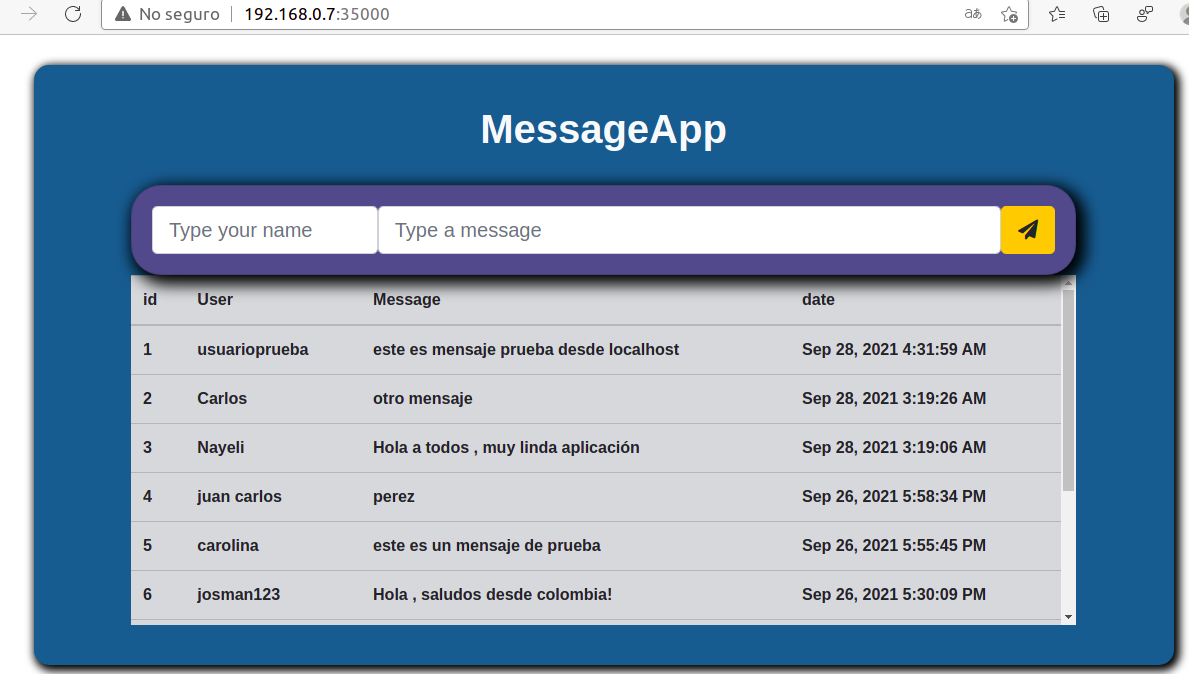 No seguro 192.168.0.7:35000 aあ
MessageApp
Type your name Type a message
id User Message date
1 usuarioprueba este es mensaje prueba desde localhost Sep 28, 2021 4:31:59 AM
2 Carlos otro mensaje Sep 28, 2021 3:19:26 AM
3 Nayeli Hola a todos , muy linda aplicación Sep 28, 2021 3:19:06 AM
4 juan carlos perez Sep 26, 2021 5:58:34 PM
5 carolina este es un mensaje de prueba Sep 26, 2021 5:55:45 PM
6 josman123 Hola , saludos desde colombia! Sep 26, 2021 5:30:09 PM